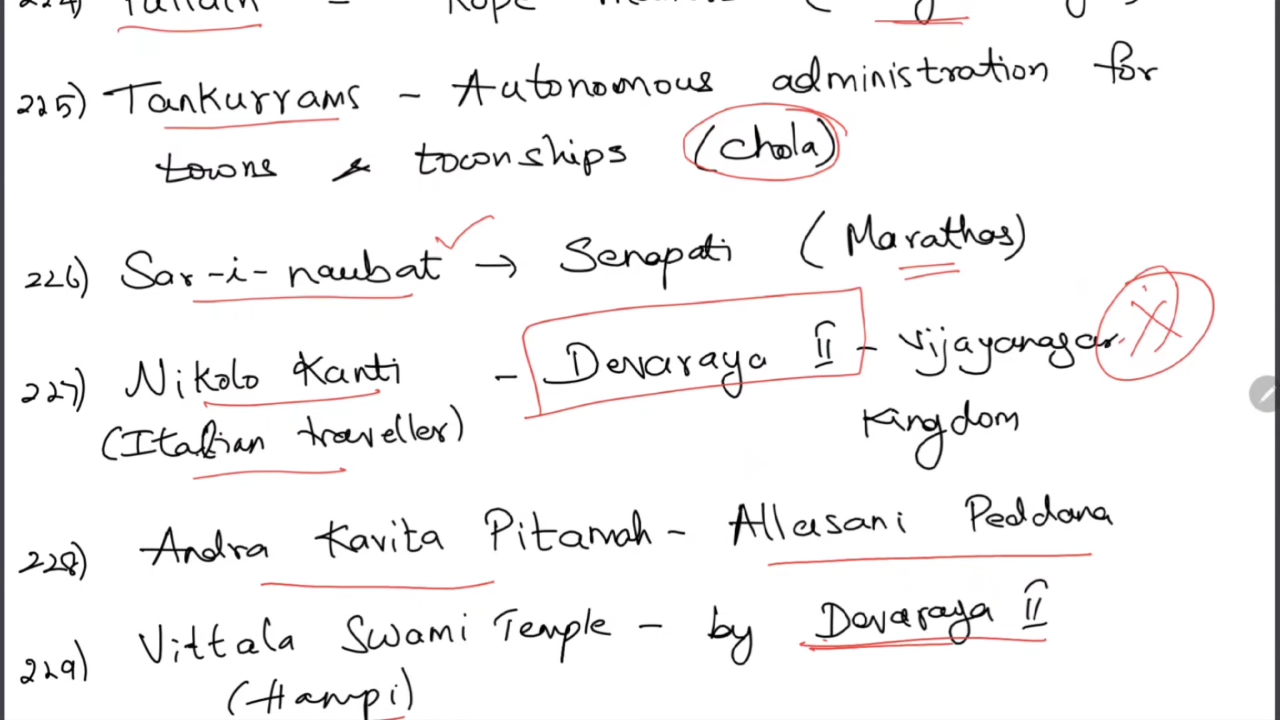 224)
225) Tankurrams - Autonomous administration for
towns & townships (Chola)
226) Sar-i-naubat → Senapati (Marathas)
227) Nikolo Kanti - Devaraya II - Vijayanagar
(Italian traveller) Kingdom
228) Andra Kavita Pitamah - Allasani Peddana
229) Vittala Swami Temple - by Devaraya II
(Hampi)